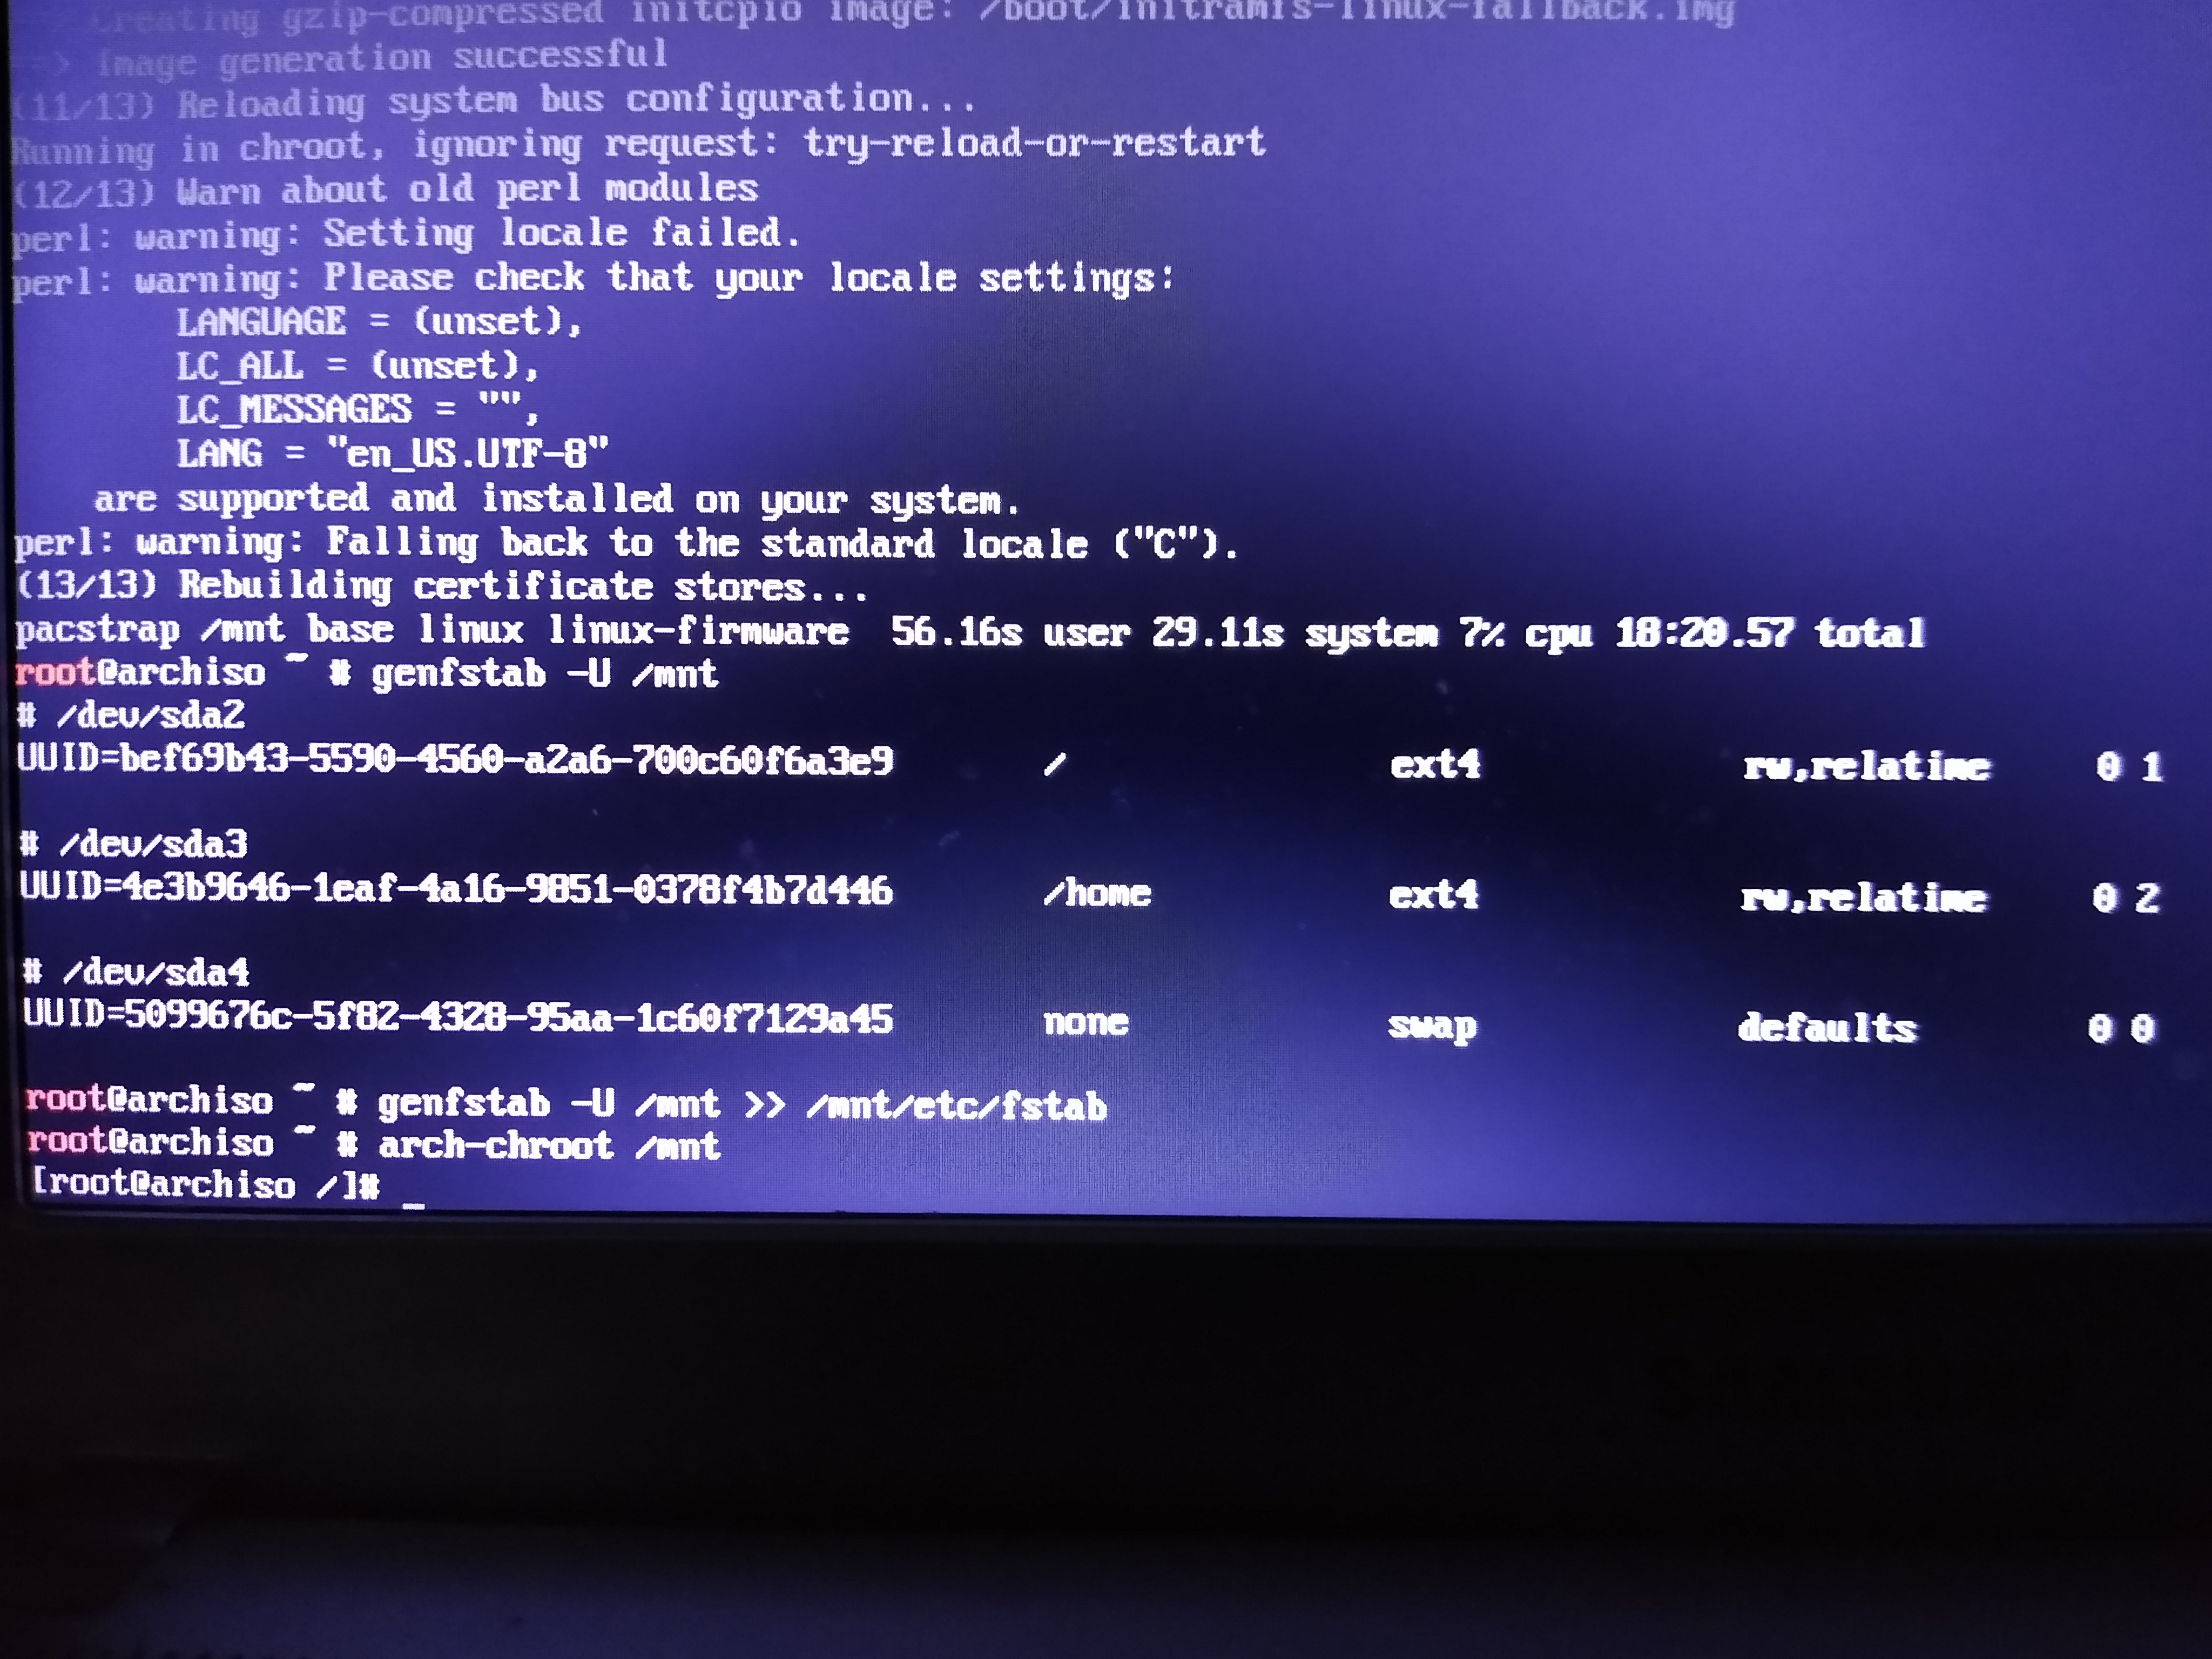 Creating gzip-compressed initcpio image: /boot/initramfs-linux-fallback.img
> Image generation successful
(11/13) Reloading system bus configuration...
Running in chroot, ignoring request: try-reload-or-restart
(12/13) Warn about old perl modules
perl: warning: Setting locale failed.
perl: warning: Please check that your locale settings:
LANGUAGE = (unset),
LC_ALL = (unset),
LC_MESSAGES = "",
LANG = "en_US.UTF-8"
are supported and installed on your system.
perl: warning: Falling back to the standard locale ("C").
(13/13) Rebuilding certificate stores...
pacstrap /mnt base linux linux-firmware  56.16s user 29.11s system 7% cpu 18:20.57 total
root@archiso ~ # genfstab -U /mnt
# /dev/sda2
UUID=bef69b43-5590-4560-a2a6-700c60f6a3e9 / ext4 rw,relatime 0 1
# /dev/sda3
UUID=4e3b9646-1eaf-4a16-9851-0378f4b7d446 /home ext4 rw,relatime 0 2
# /dev/sda4
UUID=5099676c-5f82-4328-95aa-1c60f7129a45 none swap defaults 0 0
root@archiso ~ # genfstab -U /mnt >> /mnt/etc/fstab
root@archiso ~ # arch-chroot /mnt
[root@archiso /]# _